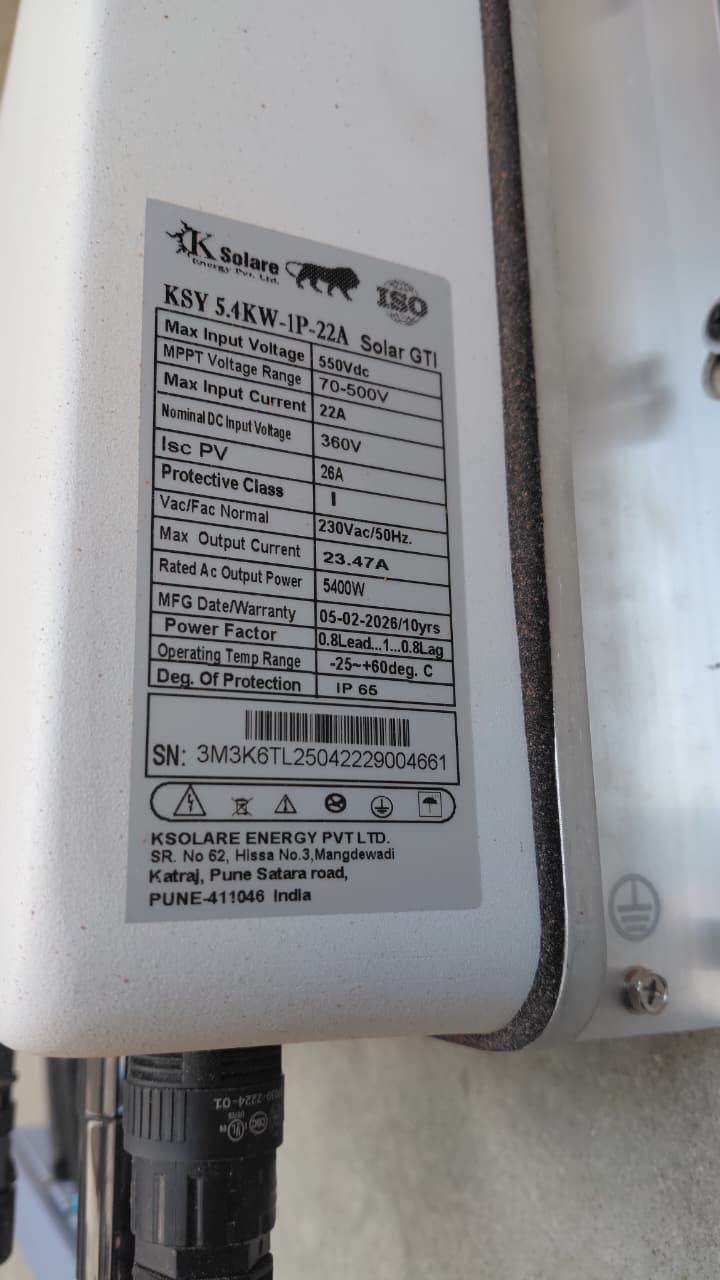 K Solare
Energy Pvt. Ltd.
ISO
KSY 5.4KW-1P-22A Solar GTI
Max Input Voltage 550Vdc
MPPT Voltage Range 70-500V
Max Input Current 22A
Nominal DC Input Voltage 360V
Isc PV 26A
Protective Class I
Vac/Fac Normal 230Vac/50Hz.
Max Output Current 23.47A
Rated Ac Output Power 5400W
MFG Date/Warranty 05-02-2026/10yrs
Power Factor 0.8Lead...1...0.8Lag
Operating Temp Range -25~+60deg. C
Deg. Of Protection IP 65
SN: 3M3K6TL25042229004661
KSOLARE ENERGY PVT LTD.
SR. No 62, Hissa No.3,Mangdewadi
Katraj, Pune Satara road,
PUNE-411046 India